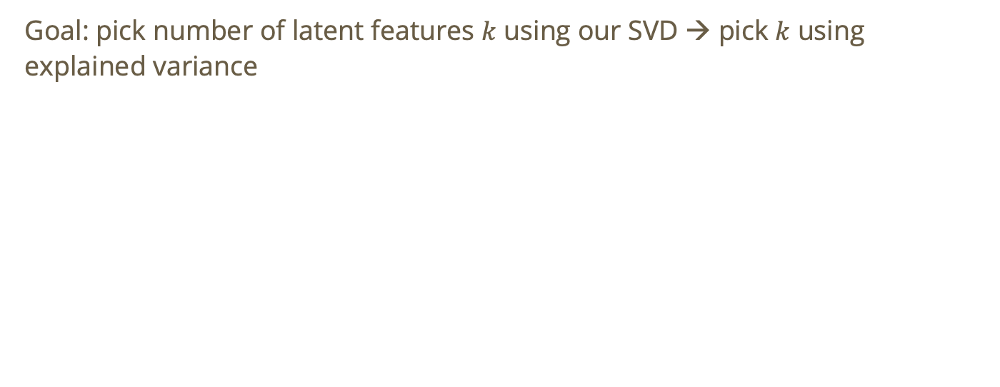 Goal: pick number of latent features k using our SVD → pick k using
explained variance